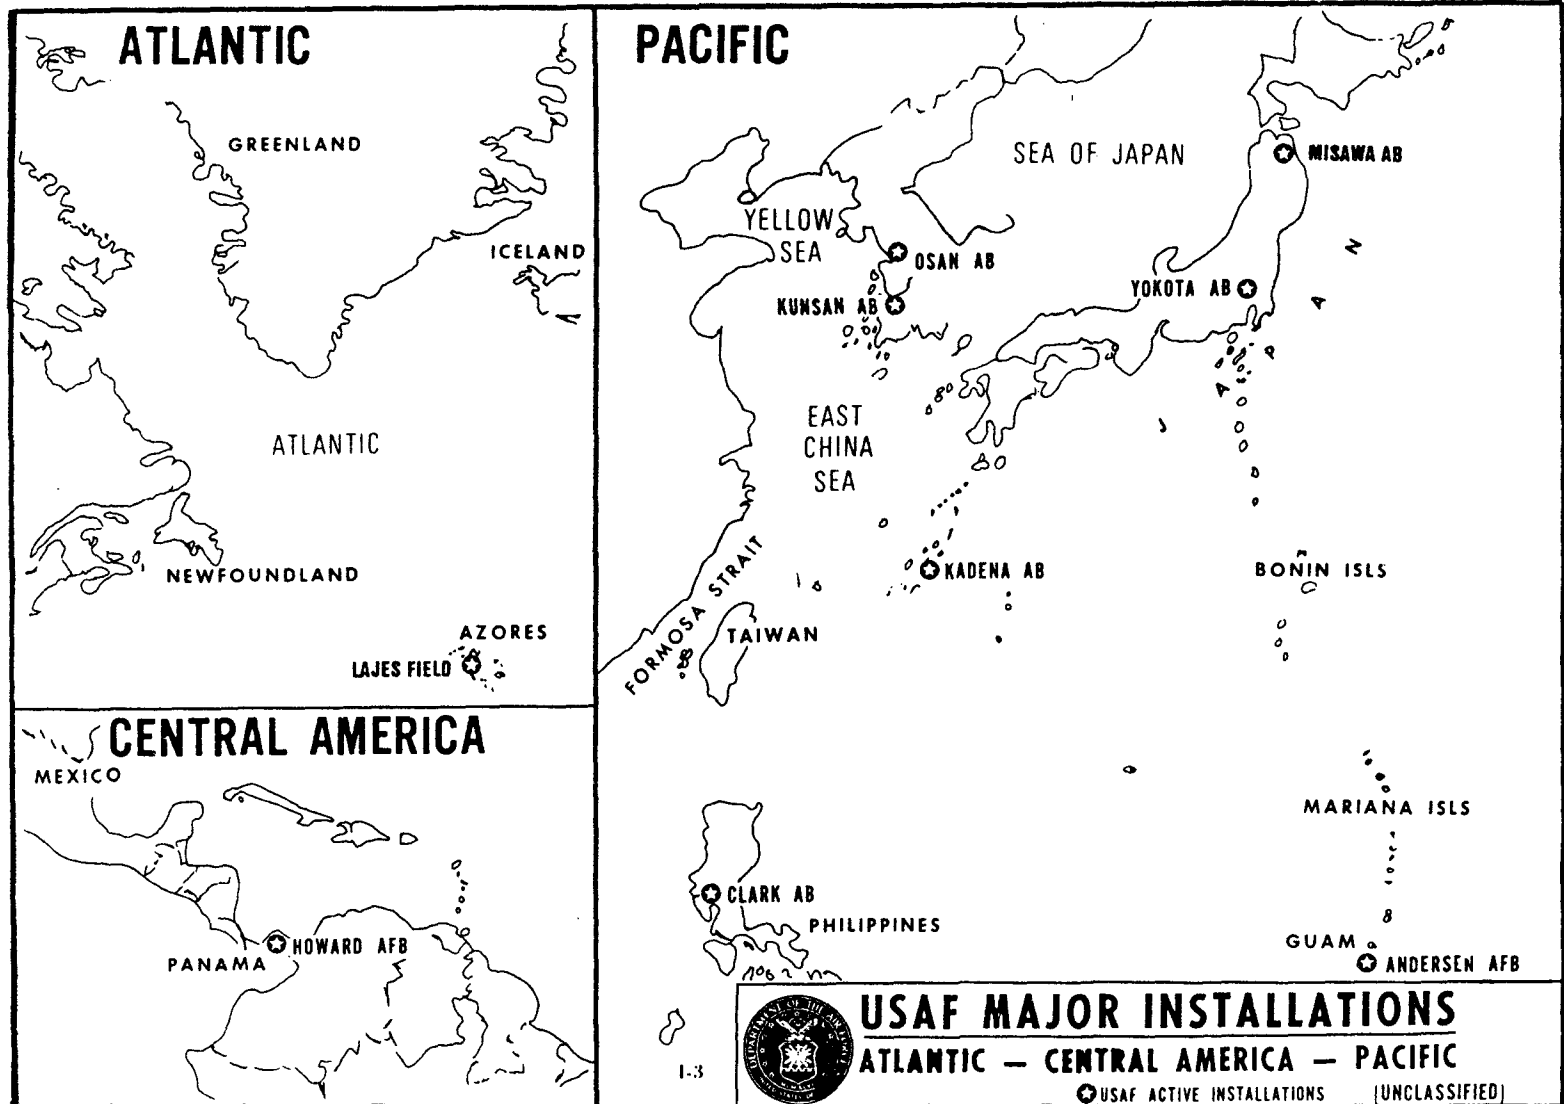 ATLANTIC
GREENLAND
ICELAND
ATLANTIC
NEWFOUNDLAND
AZORES
LAJES FIELD
CENTRAL AMERICA
MEXICO
HOWARD AFB
PANAMA
PACIFIC
SEA OF JAPAN
MISAWA AB
YELLOW
SEA
OSAN AB
KUNSAN AB
YOKOTA AB
JAPAN
EAST
CHINA
SEA
FORMOSA STRAIT
KADENA AB
BONIN ISLS
TAIWAN
MARIANA ISLS
CLARK AB
PHILIPPINES
GUAM
ANDERSEN AFB
I-3
USAF MAJOR INSTALLATIONS
ATLANTIC — CENTRAL AMERICA — PACIFIC
USAF ACTIVE INSTALLATIONS (UNCLASSIFIED)